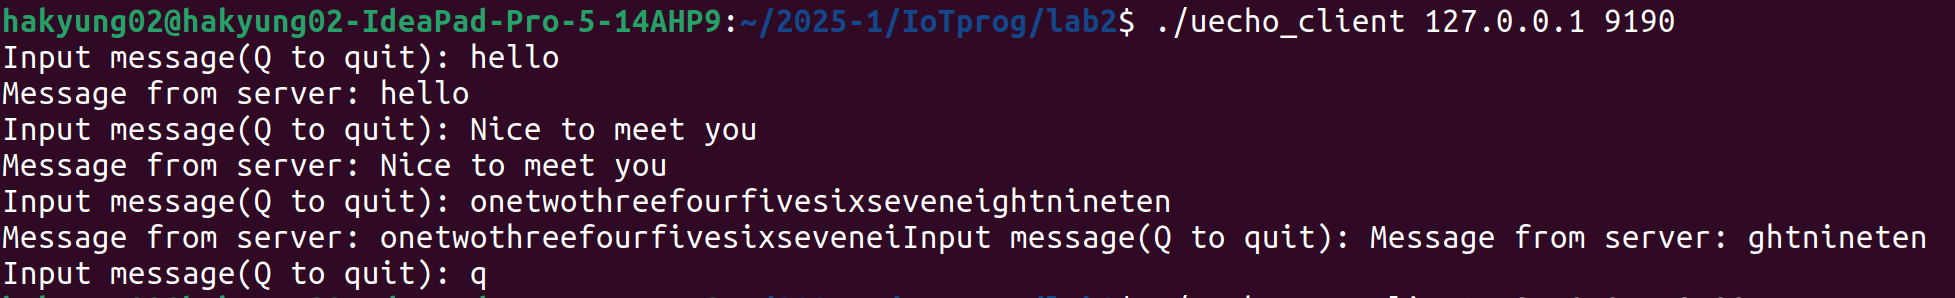 hakyung02@hakyung02-IdeaPad-Pro-5-14AHP9:~/2025-1/IoTprog/lab2$ ./uecho_client 127.0.0.1 9190
Input message(Q to quit): hello
Message from server: hello
Input message(Q to quit): Nice to meet you
Message from server: Nice to meet you
Input message(Q to quit): onetwothreefourfivesixseveneightnineten
Message from server: onetwothreefourfivesixseveneiInput message(Q to quit): Message from server: ghtnineten
Input message(Q to quit): q